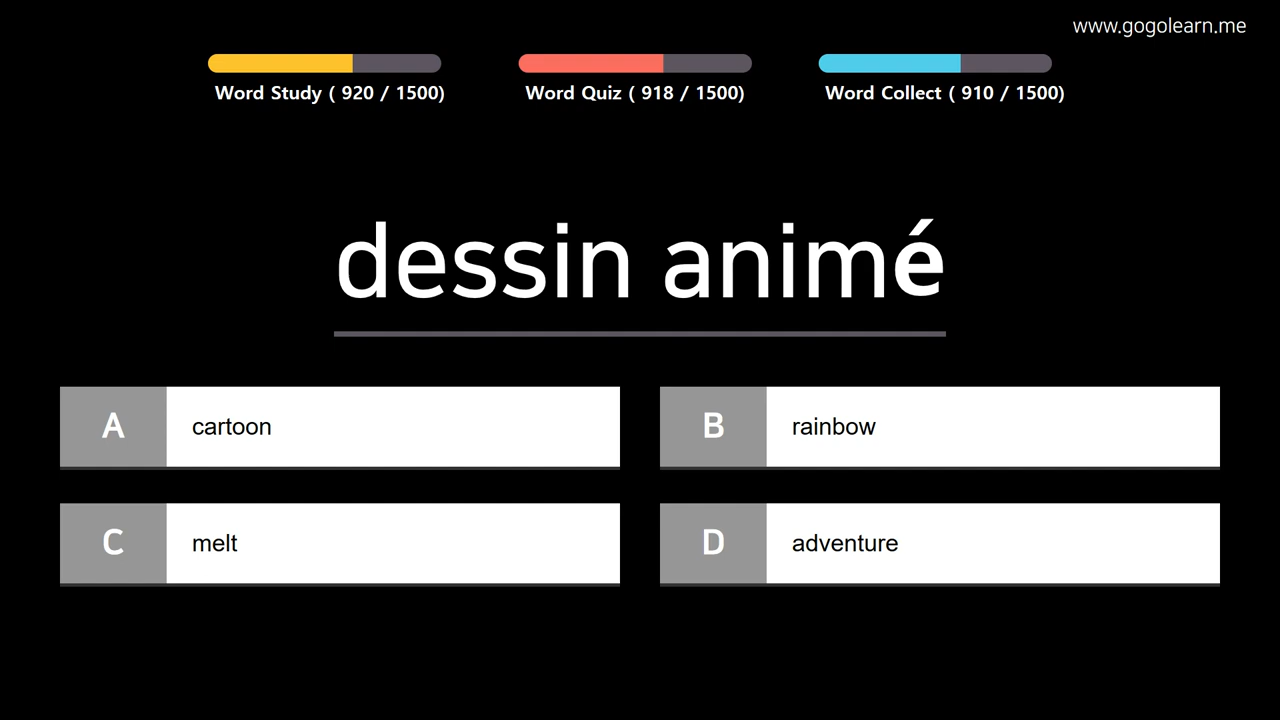 www.gogolearn.me
Word Study ( 920 / 1500)
Word Quiz ( 918 / 1500)
Word Collect ( 910 / 1500)
dessin animé
A cartoon
B rainbow
C melt
D adventure